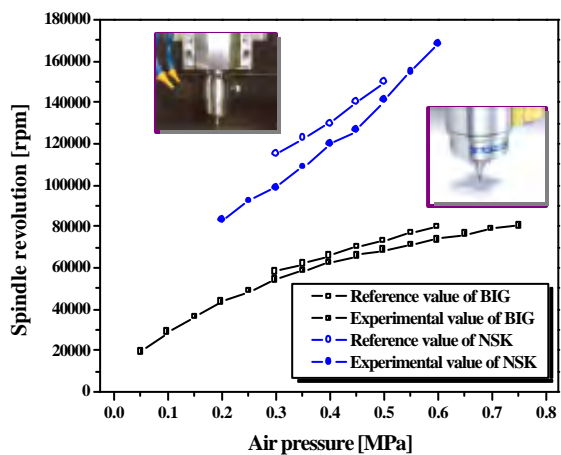 180000
160000
140000
120000
100000
80000
60000
40000
20000
0
Spindle revolution [rpm]
Reference value of BIG
Experimental value of BIG
Reference value of NSK
Experimental value of NSK
0.0 0.1 0.2 0.3 0.4 0.5 0.6 0.7 0.8
Air pressure [MPa]